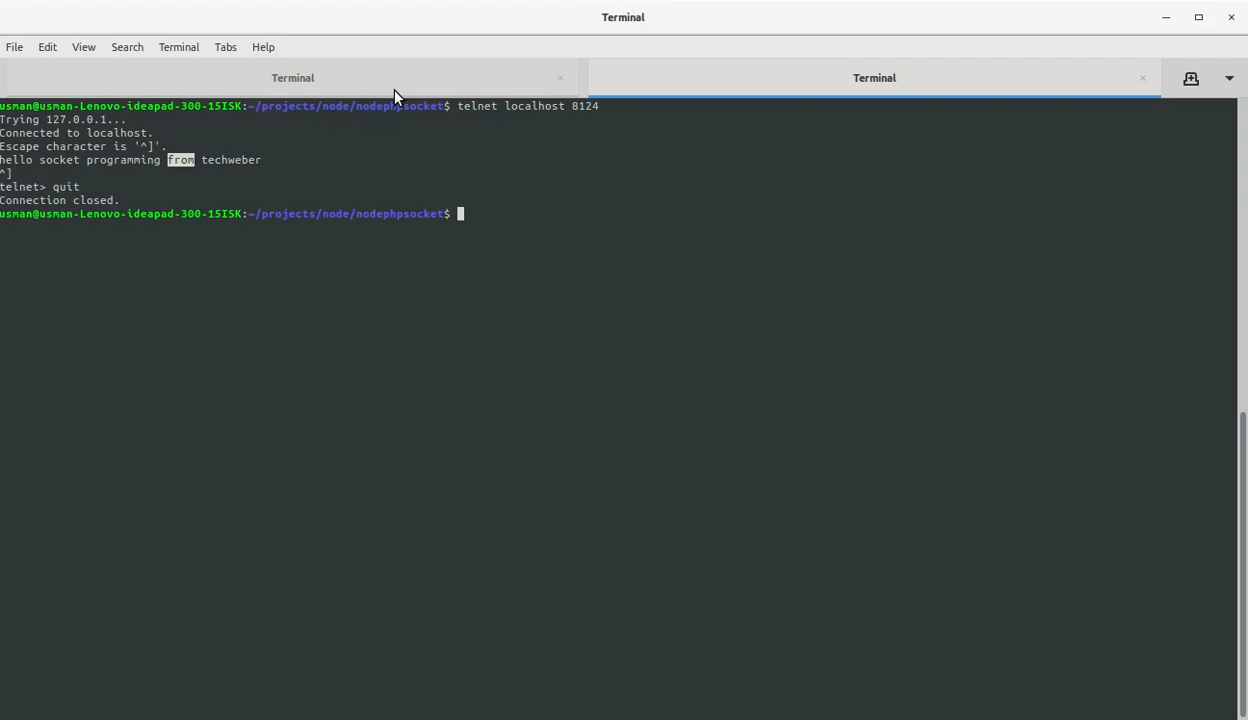 Terminal
File Edit View Search Terminal Tabs Help
Terminal Terminal
usman@usman-Lenovo-ideapad-300-15ISK:~/projects/node/nodephpsocket$ telnet localhost 8124
Trying 127.0.0.1...
Connected to localhost.
Escape character is '^]'.
hello socket programming from techweber
^]
telnet> quit
Connection closed.
usman@usman-Lenovo-ideapad-300-15ISK:~/projects/node/nodephpsocket$